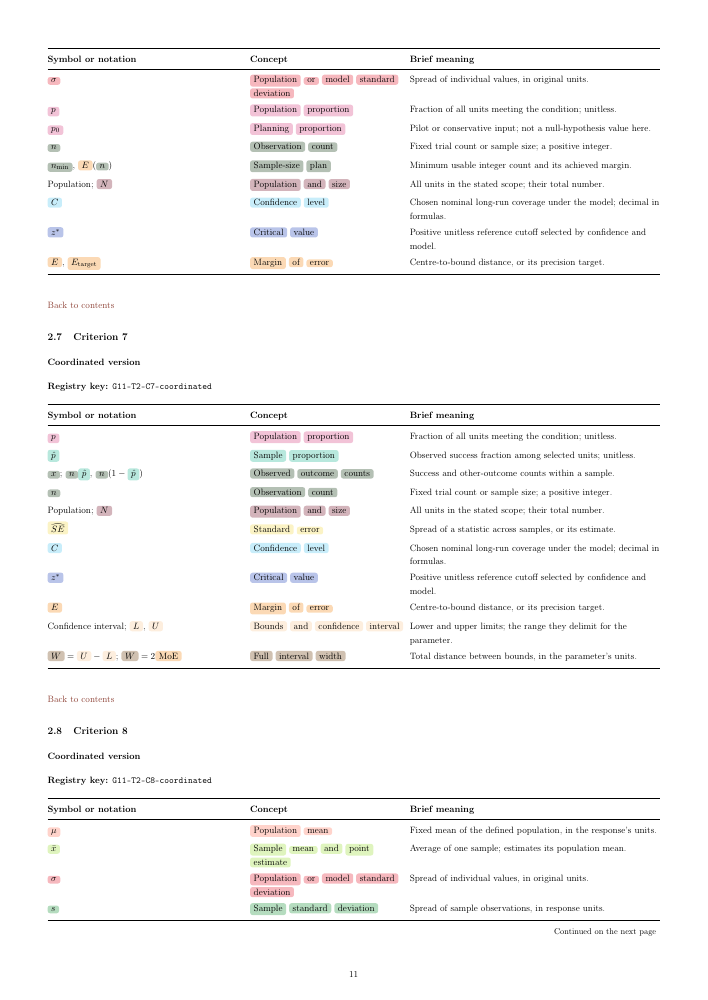 Symbol or notation Concept Brief meaning
σ Population or model standard Spread of individual values, in original units.
deviation
p Population proportion Fraction of all units meeting the condition; unitless.
p₀ Planning proportion Pilot or conservative input; not a null-hypothesis value here.
n Observation count Fixed trial count or sample size; a positive integer.
n_min, E(n) Sample-size plan Minimum usable integer count and its achieved margin.
Population; N Population and size All units in the stated scope; their total number.
C Confidence level Chosen nominal long-run coverage under the model; decimal in
formulas.
z* Critical value Positive unitless reference cutoff selected by confidence and
model.
E, E_target Margin of error Centre-to-bound distance, or its precision target.
Back to contents
2.7 Criterion 7
Coordinated version
Registry key: G11-T2-C7-coordinated
Symbol or notation Concept Brief meaning
p Population proportion Fraction of all units meeting the condition; unitless.
p̂ Sample proportion Observed success fraction among selected units; unitless.
x; np̂, n(1 − p̂) Observed outcome counts Success and other-outcome counts within a sample.
n Observation count Fixed trial count or sample size; a positive integer.
Population; N Population and size All units in the stated scope; their total number.
S͡E Standard error Spread of a statistic across samples, or its estimate.
C Confidence level Chosen nominal long-run coverage under the model; decimal in
formulas.
z* Critical value Positive unitless reference cutoff selected by confidence and
model.
E Margin of error Centre-to-bound distance, or its precision target.
Confidence interval; L, U Bounds and confidence interval Lower and upper limits; the range they delimit for the
parameter.
W = U − L; W = 2MoE Full interval width Total distance between bounds, in the parameter's units.
Back to contents
2.8 Criterion 8
Coordinated version
Registry key: G11-T2-C8-coordinated
Symbol or notation Concept Brief meaning
μ Population mean Fixed mean of the defined population, in the response's units.
x̄ Sample mean and point Average of one sample; estimates its population mean.
estimate
σ Population or model standard Spread of individual values, in original units.
deviation
s Sample standard deviation Spread of sample observations, in response units.
Continued on the next page
11